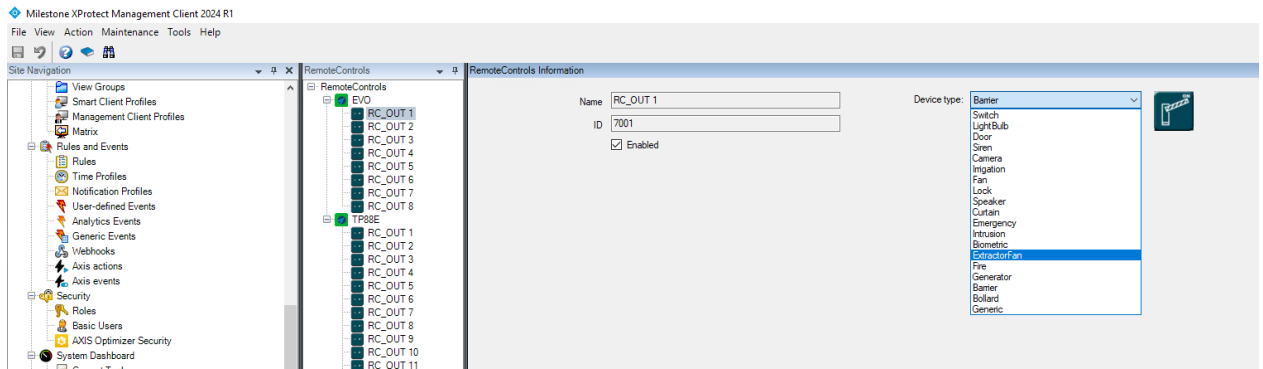 Milestone XProtect Management Client 2024 R1
File View Action Maintenance Tools Help
Site Navigation
View Groups
Smart Client Profiles
Management Client Profiles
Matrix
Rules and Events
Rules
Time Profiles
Notification Profiles
User-defined Events
Analytics Events
Generic Events
Webhooks
Axis actions
Axis events
Security
Roles
Basic Users
AXIS Optimizer Security
System Dashboard
RemoteControls
RemoteControls
EVO
RC_OUT 1
RC_OUT 2
RC_OUT 3
RC_OUT 4
RC_OUT 5
RC_OUT 6
RC_OUT 7
RC_OUT 8
TP88E
RC_OUT 1
RC_OUT 2
RC_OUT 3
RC_OUT 4
RC_OUT 5
RC_OUT 6
RC_OUT 7
RC_OUT 8
RC_OUT 9
RC_OUT 10
RC_OUT 11
RemoteControls Information
Name RC_OUT 1
ID 7001
Enabled
Device type: Barrier
Switch
LightBulb
Door
Siren
Camera
Irrigation
Fan
Lock
Speaker
Curtain
Emergency
Intrusion
Biometric
ExtractorFan
Fire
Generator
Barrier
Bollard
Generic